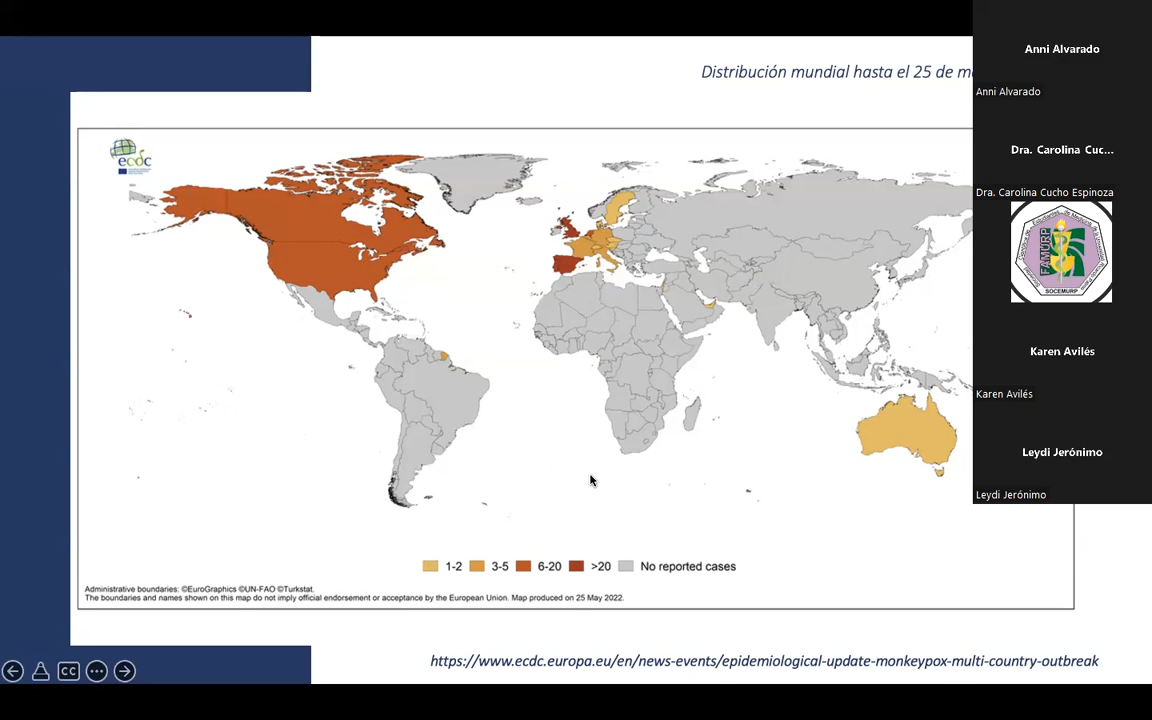 Distribución mundial hasta el 25 de
ecdc
1-2
3-5
6-20
>20
No reported cases
Administrative boundaries: ©EuroGraphics ©UN-FAO ©Turkstat.
The boundaries and names shown on this map do not imply official endorsement or acceptance by the European Union. Map produced on 25 May 2022.
https://www.ecdc.europa.eu/en/news-events/epidemiological-update-monkeypox-multi-country-outbreak
CC
Anni Alvarado
Anni Alvarado
Dra. Carolina Cuc...
Dra. Carolina Cucho Espinoza
FAMURP
SOCEMURP
Karen Avilés
Karen Avilés
Leydi Jerónimo
Leydi Jerónimo